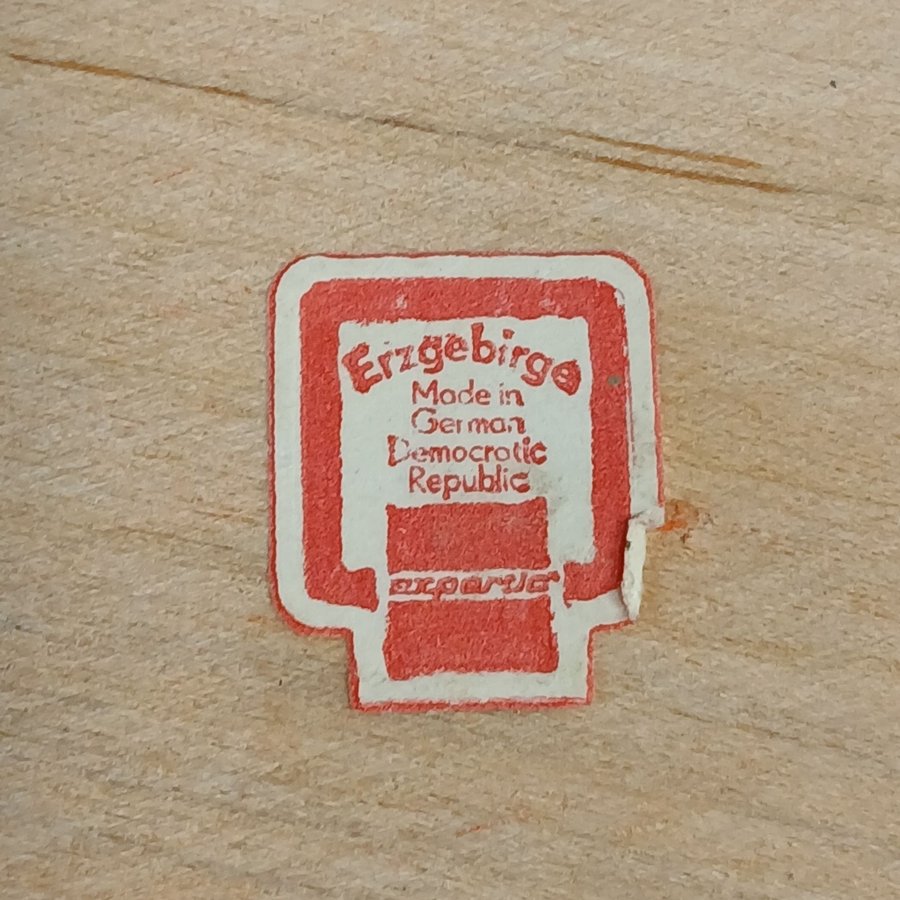 Erzgebirge
Made in
German
Democratic
Republic
expertic